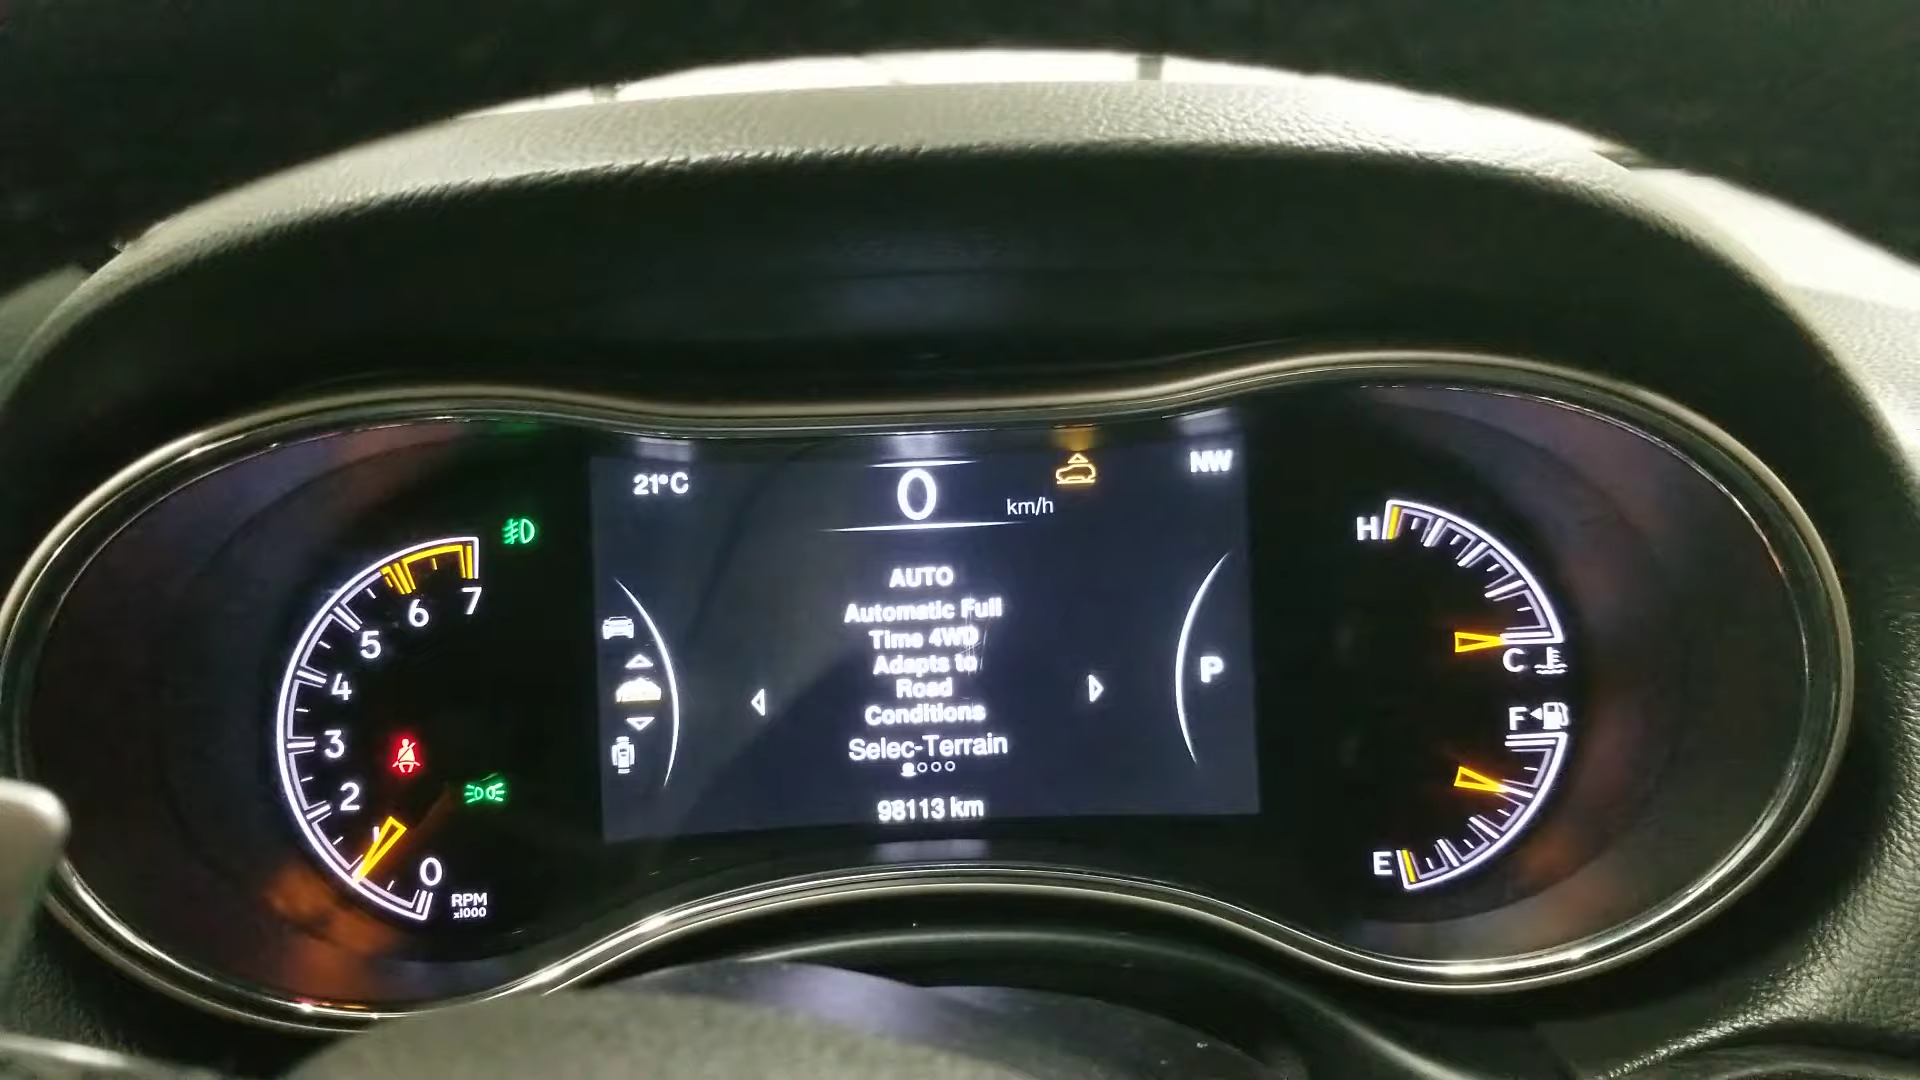 21°C
0
km/h
NW
AUTO
Automatic Full
Time 4WD
Adapts to
Road
Conditions
Selec-Terrain
98113 km
P
7
6
5
4
3
2
1
0
RPM
x1000
H
C
F
E